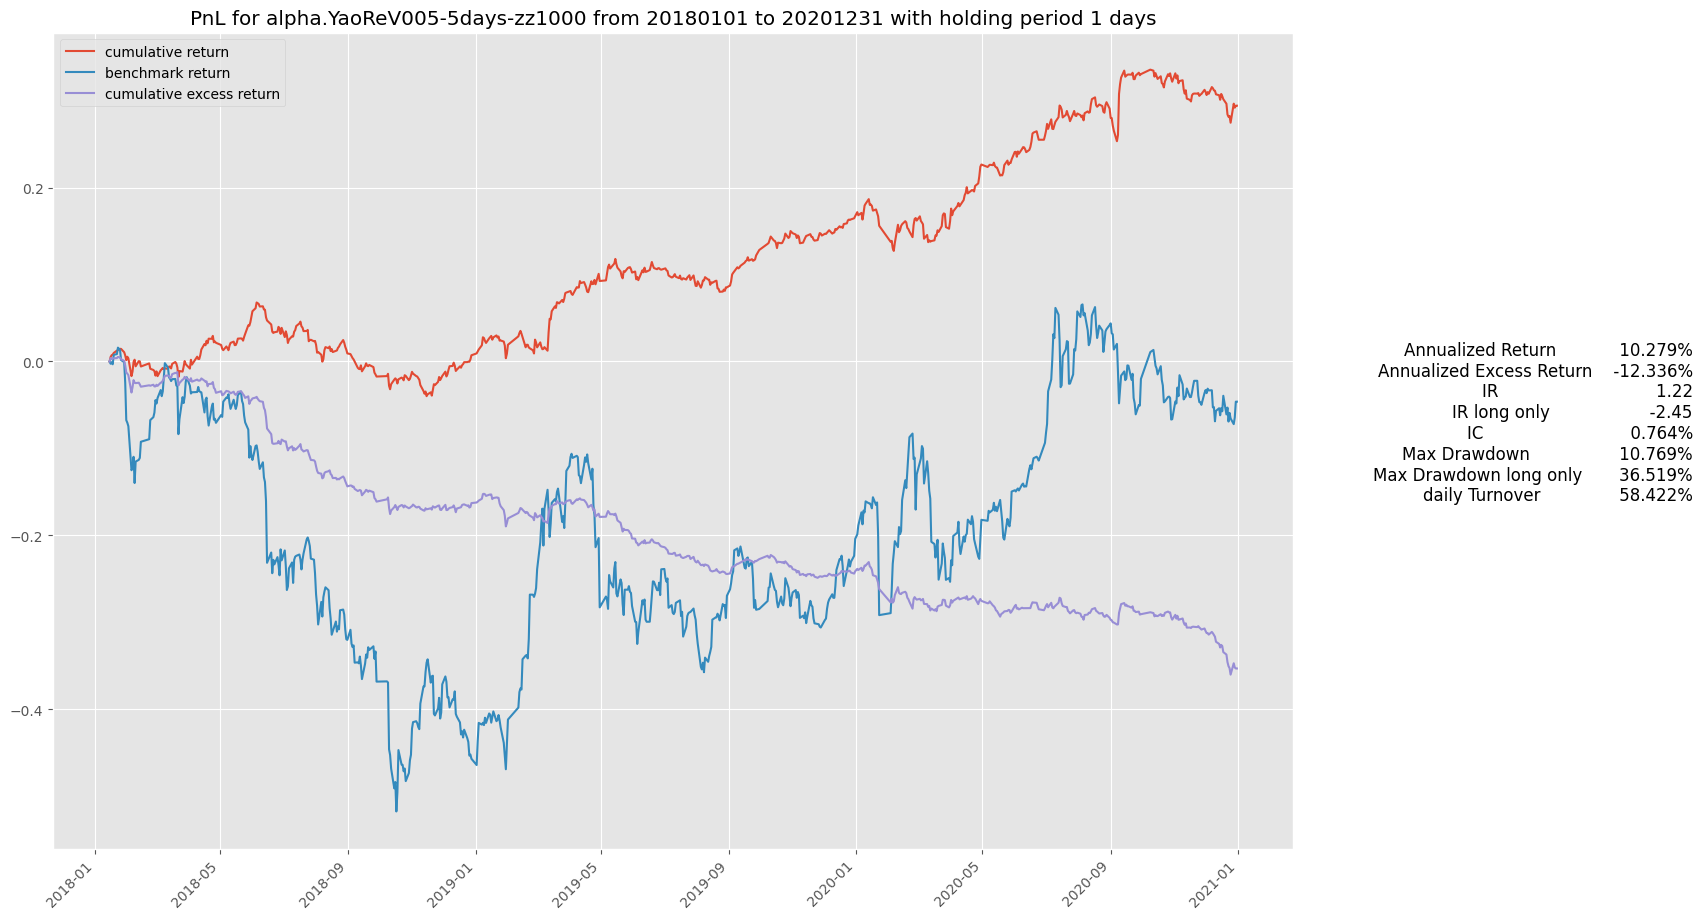 PnL for alpha.YaoReV005-5days-zz1000 from 20180101 to 20201231 with holding period 1 days
cumulative return
benchmark return
cumulative excess return
0.2
0.0
−0.2
−0.4
2018-01
2018-05
2018-09
2019-01
2019-05
2019-09
2020-01
2020-05
2020-09
2021-01
Annualized Return 10.279%
Annualized Excess Return -12.336%
IR 1.22
IR long only -2.45
IC 0.764%
Max Drawdown 10.769%
Max Drawdown long only 36.519%
daily Turnover 58.422%